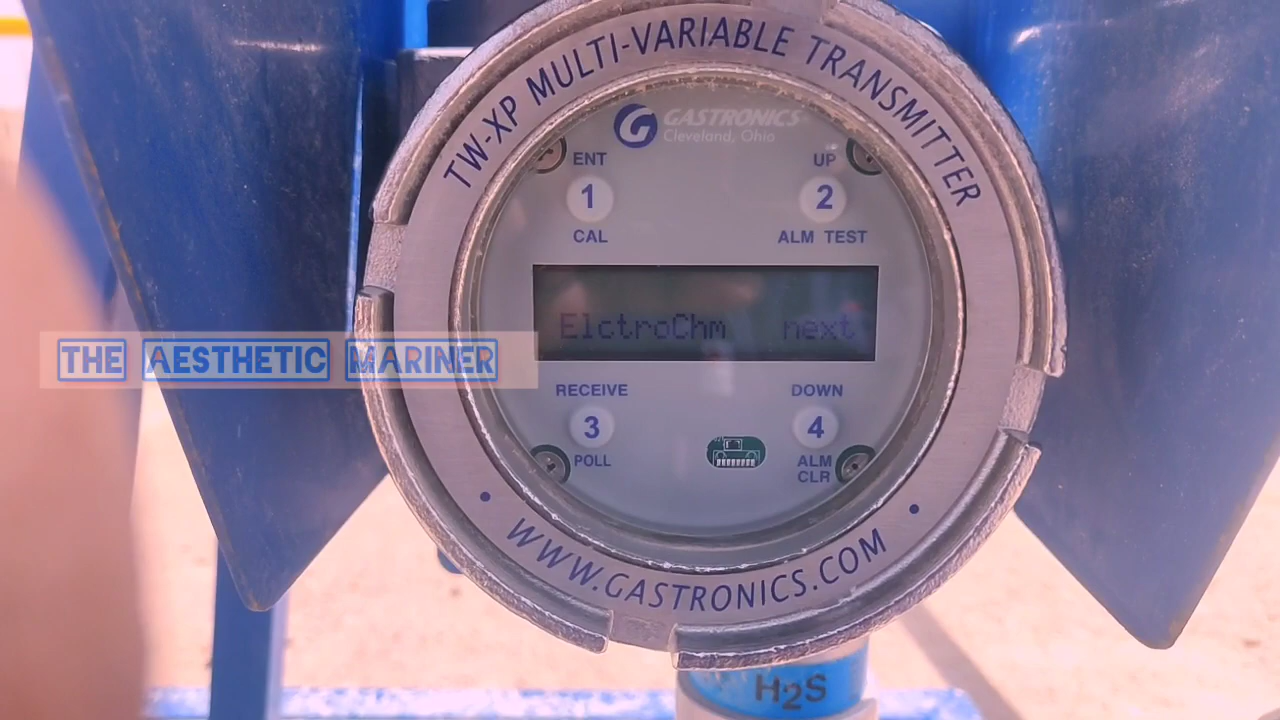 TW-XP MULTI-VARIABLE TRANSMITTER
GASTRONICS
Cleveland, Ohio
ENT
UP
1
2
CAL
ALM TEST
ElctroChm next
THE AESTHETIC MARINER
RECEIVE
DOWN
3
4
POLL
ALM
CLR
WWW.GASTRONICS.COM
H2S